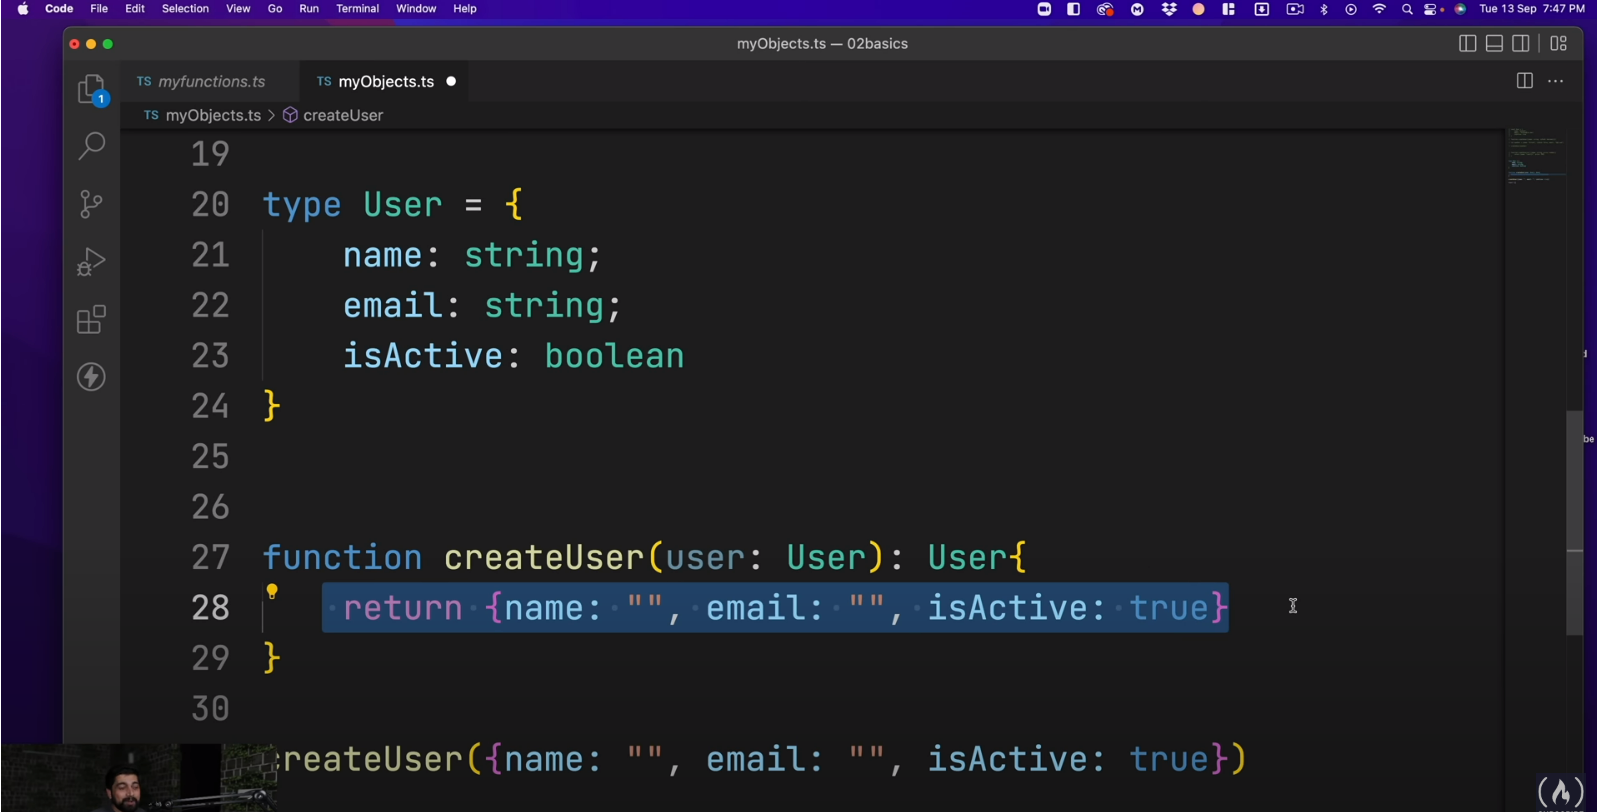 Code File Edit Selection View Go Run Terminal Window Help Tue 13 Sep 7:47 PM
myObjects.ts — 02basics
TS myfunctions.ts TS myObjects.ts
1
TS myObjects.ts > createUser
19
20 type User = {
21 name: string;
22 email: string;
23 isActive: boolean
24 }
25
26
27 function createUser(user: User): User{
28 return {name: "", email: "", isActive: true}
29 }
30
createUser({name: "", email: "", isActive: true})